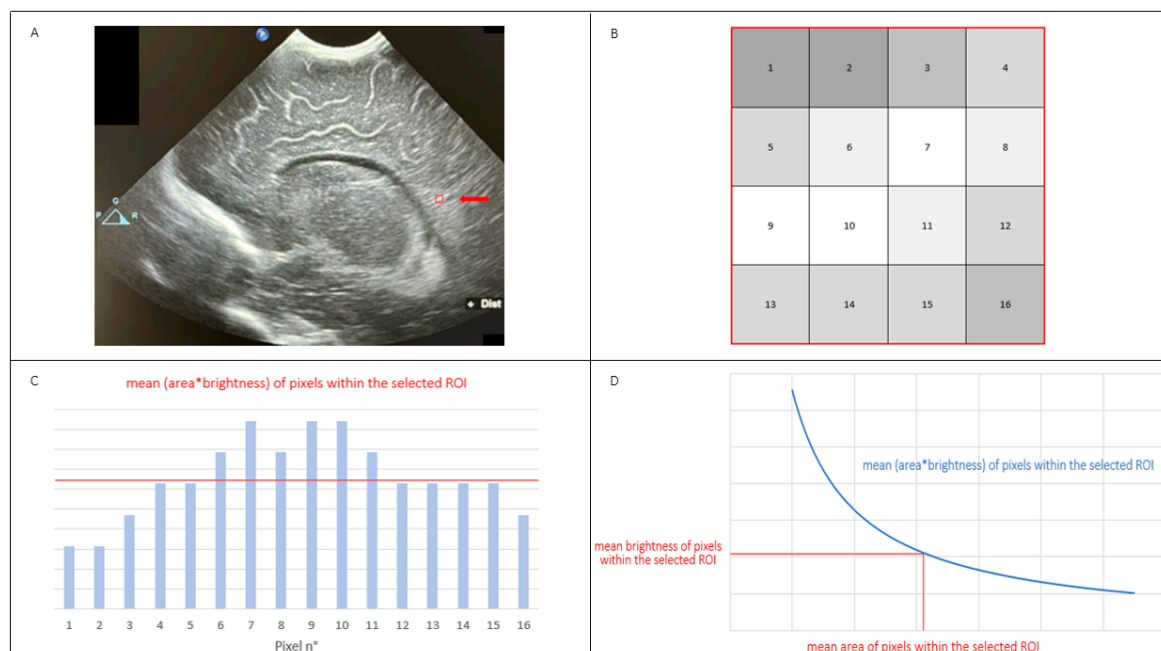 A
P
G
P
R
+ Dist
B
1 2 3 4
5 6 7 8
9 10 11 12
13 14 15 16
C
mean (area*brightness) of pixels within the selected ROI
1 2 3 4 5 6 7 8 9 10 11 12 13 14 15 16
Pixel n°
D
mean (area*brightness) of pixels within the selected ROI
mean brightness of pixels
within the selected ROI
mean area of pixels within the selected ROI